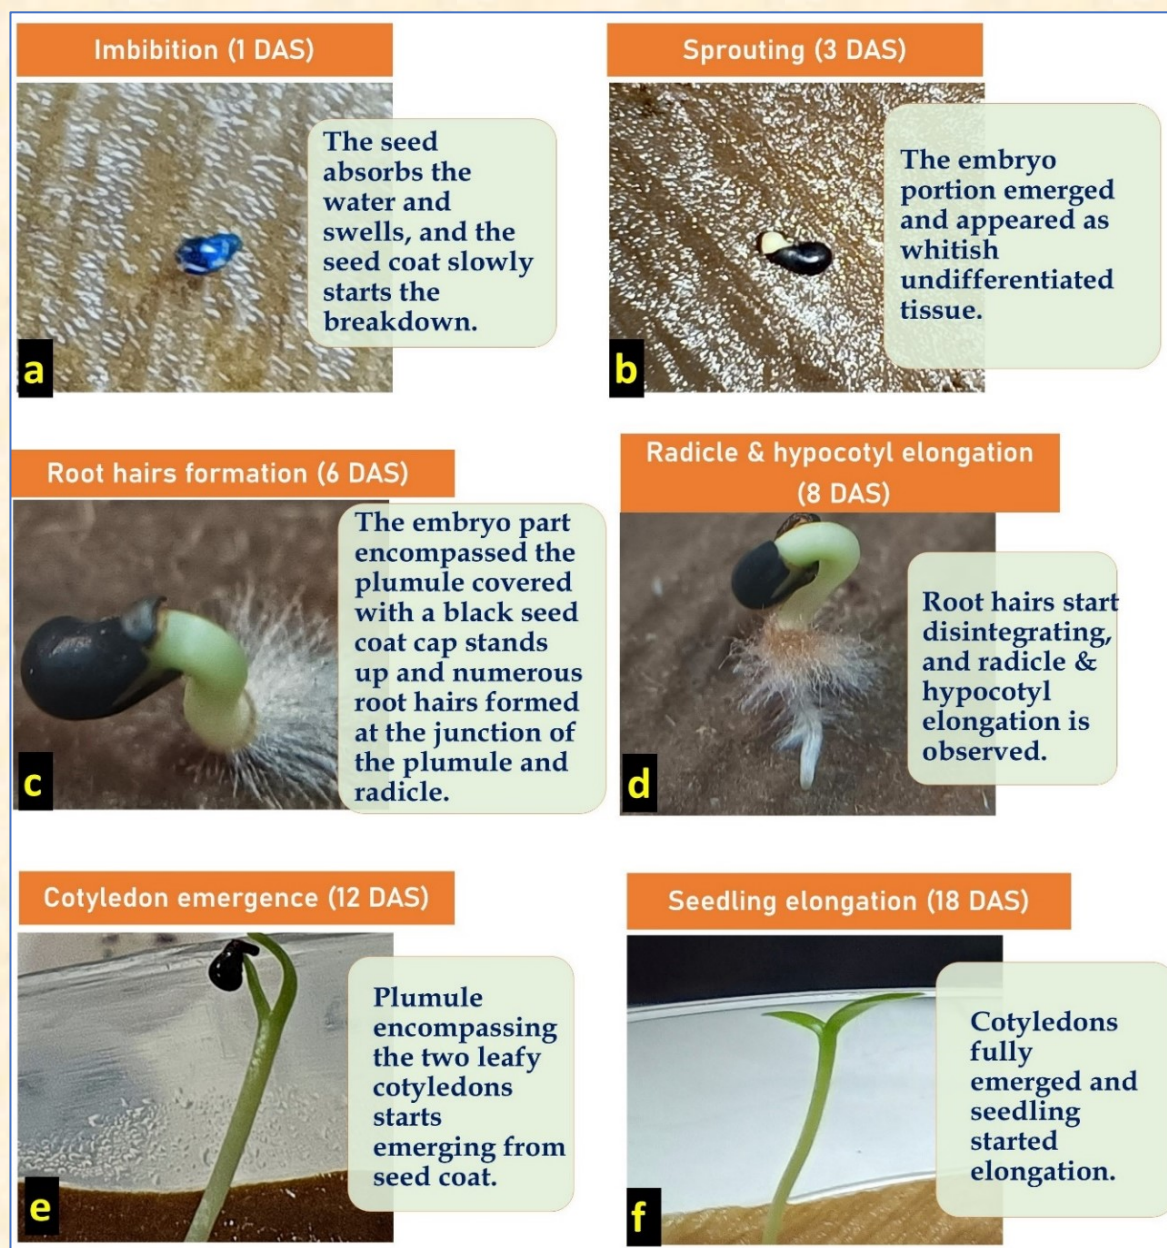 Imbibition (1 DAS)
The seed
absorbs the
water and
swells, and the
seed coat slowly
starts the
breakdown.
a
Sprouting (3 DAS)
The embryo
portion emerged
and appeared as
whitish
undifferentiated
tissue.
b
Root hairs formation (6 DAS)
The embryo part
encompassed the
plumule covered
with a black seed
coat cap stands
up and numerous
root hairs formed
at the junction of
the plumule and
radicle.
c
Radicle & hypocotyl elongation
(8 DAS)
Root hairs start
disintegrating,
and radicle &
hypocotyl
elongation is
observed.
d
Cotyledon emergence (12 DAS)
Plumule
encompassing
the two leafy
cotyledons
starts
emerging from
seed coat.
e
Seedling elongation (18 DAS)
Cotyledons
fully
emerged and
seedling
started
elongation.
f